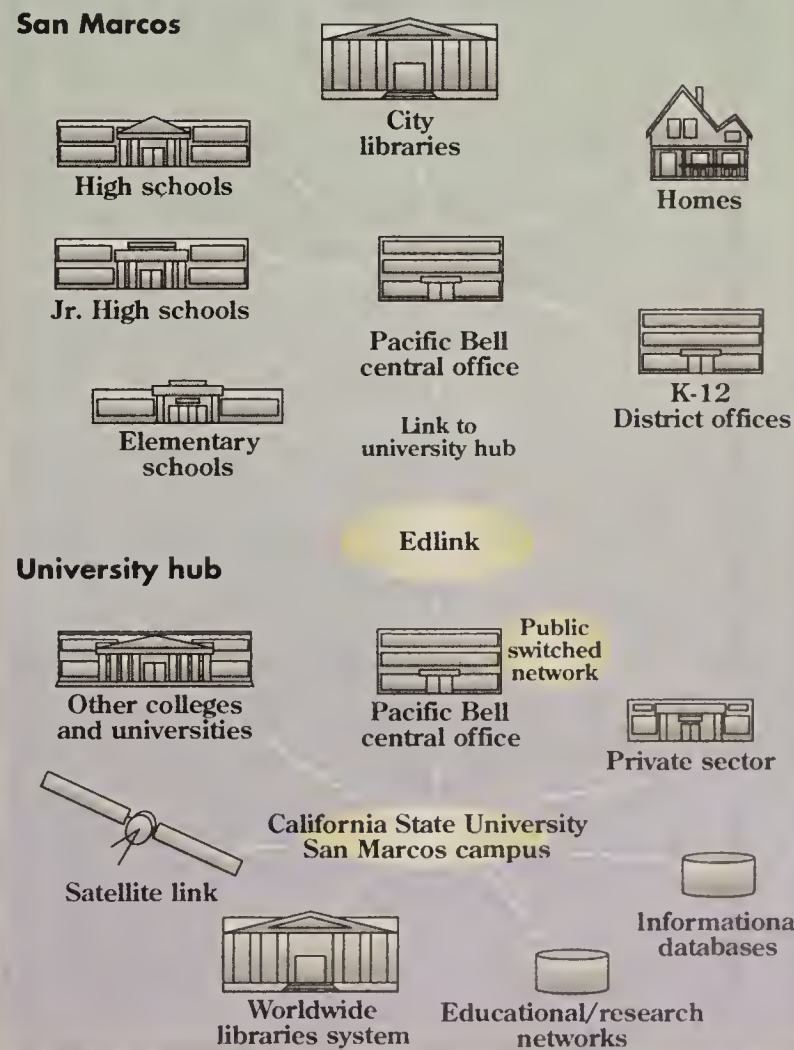 San Marcos
City
libraries
High schools
Homes
Jr. High schools
Pacific Bell
central office
K-12
District offices
Elementary
schools
Link to
university hub
Edlink
University hub
Public
switched
network
Other colleges
and universities
Pacific Bell
central office
Private sector
California State University
San Marcos campus
Satellite link
Informationa
databases
Worldwide
libraries system
Educational/research
networks